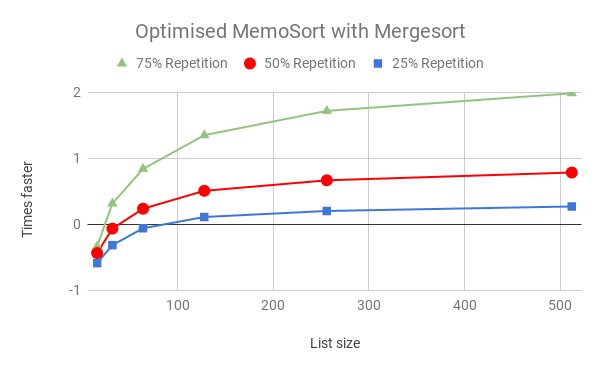 Optimised MemoSort with Mergesort
75% Repetition 50% Repetition 25% Repetition
2
1
0
-1
Times faster
100 200 300 400 500
List size